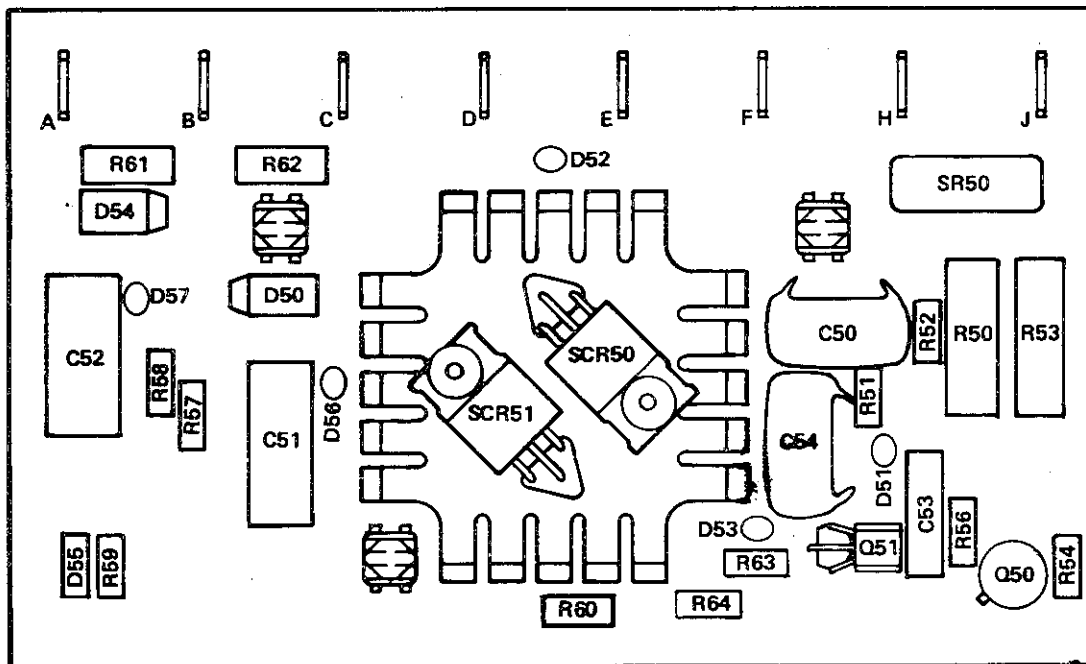 A B C D E F H J
R61 R62 D52 SR50
D54
D57 D50
C52 R58 R57 C51 D56 SCR51 SCR50 C50 R52 R50 R53
R51
C54
D51
C53
D53 Q51 R56
D55 R59 R63 Q50 R54
R60 R64